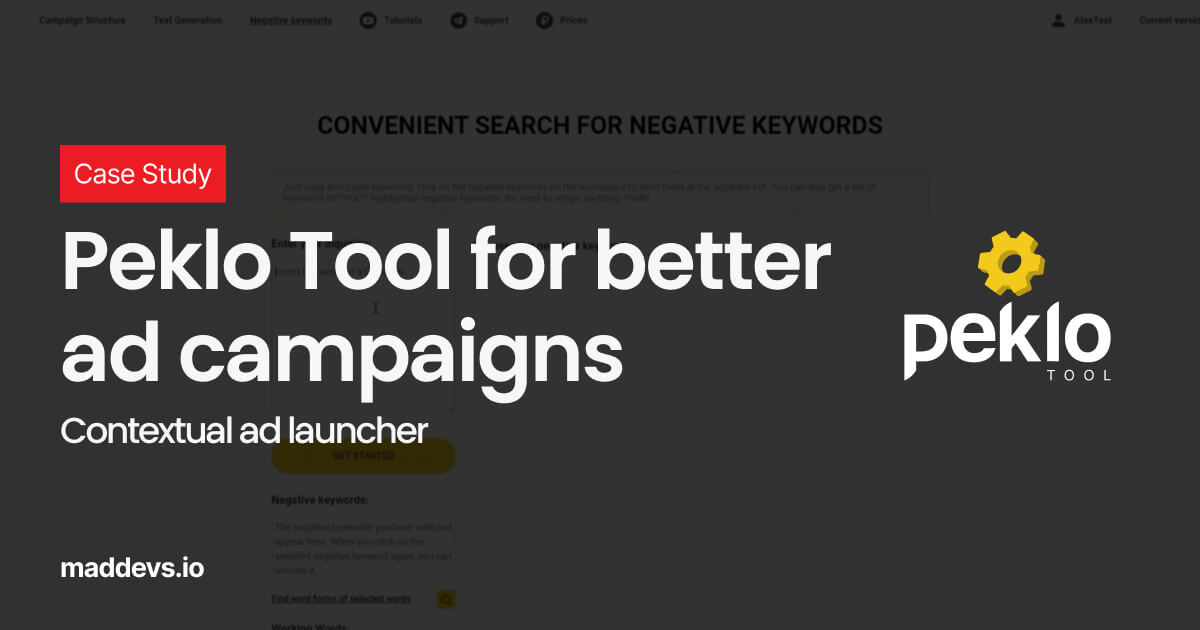 Campaign Structure
Text Generation
Negative keywords
Tutorials
Support
Prices
AlexTest
Current
CONVENIENT SEARCH FOR NEGATIVE KEYWORDS
Case Study
Just copy and paste keywords, click on the negative keywords on the workspace to send them at the separate list. You can also get a list of
keywords WITHOUT highlighted negative keywords. No need to retype anything. Profit!
Peklo Tool for better
ad campaigns
Contextual ad launcher
peklo
TOOL
GET STARTED
Negative keywords:
The negative keywords you have selected
appear here. When you click on the
selected negative keyword again, you can
remove it.
maddevs.io
Find word forms of selected words
Working Words: